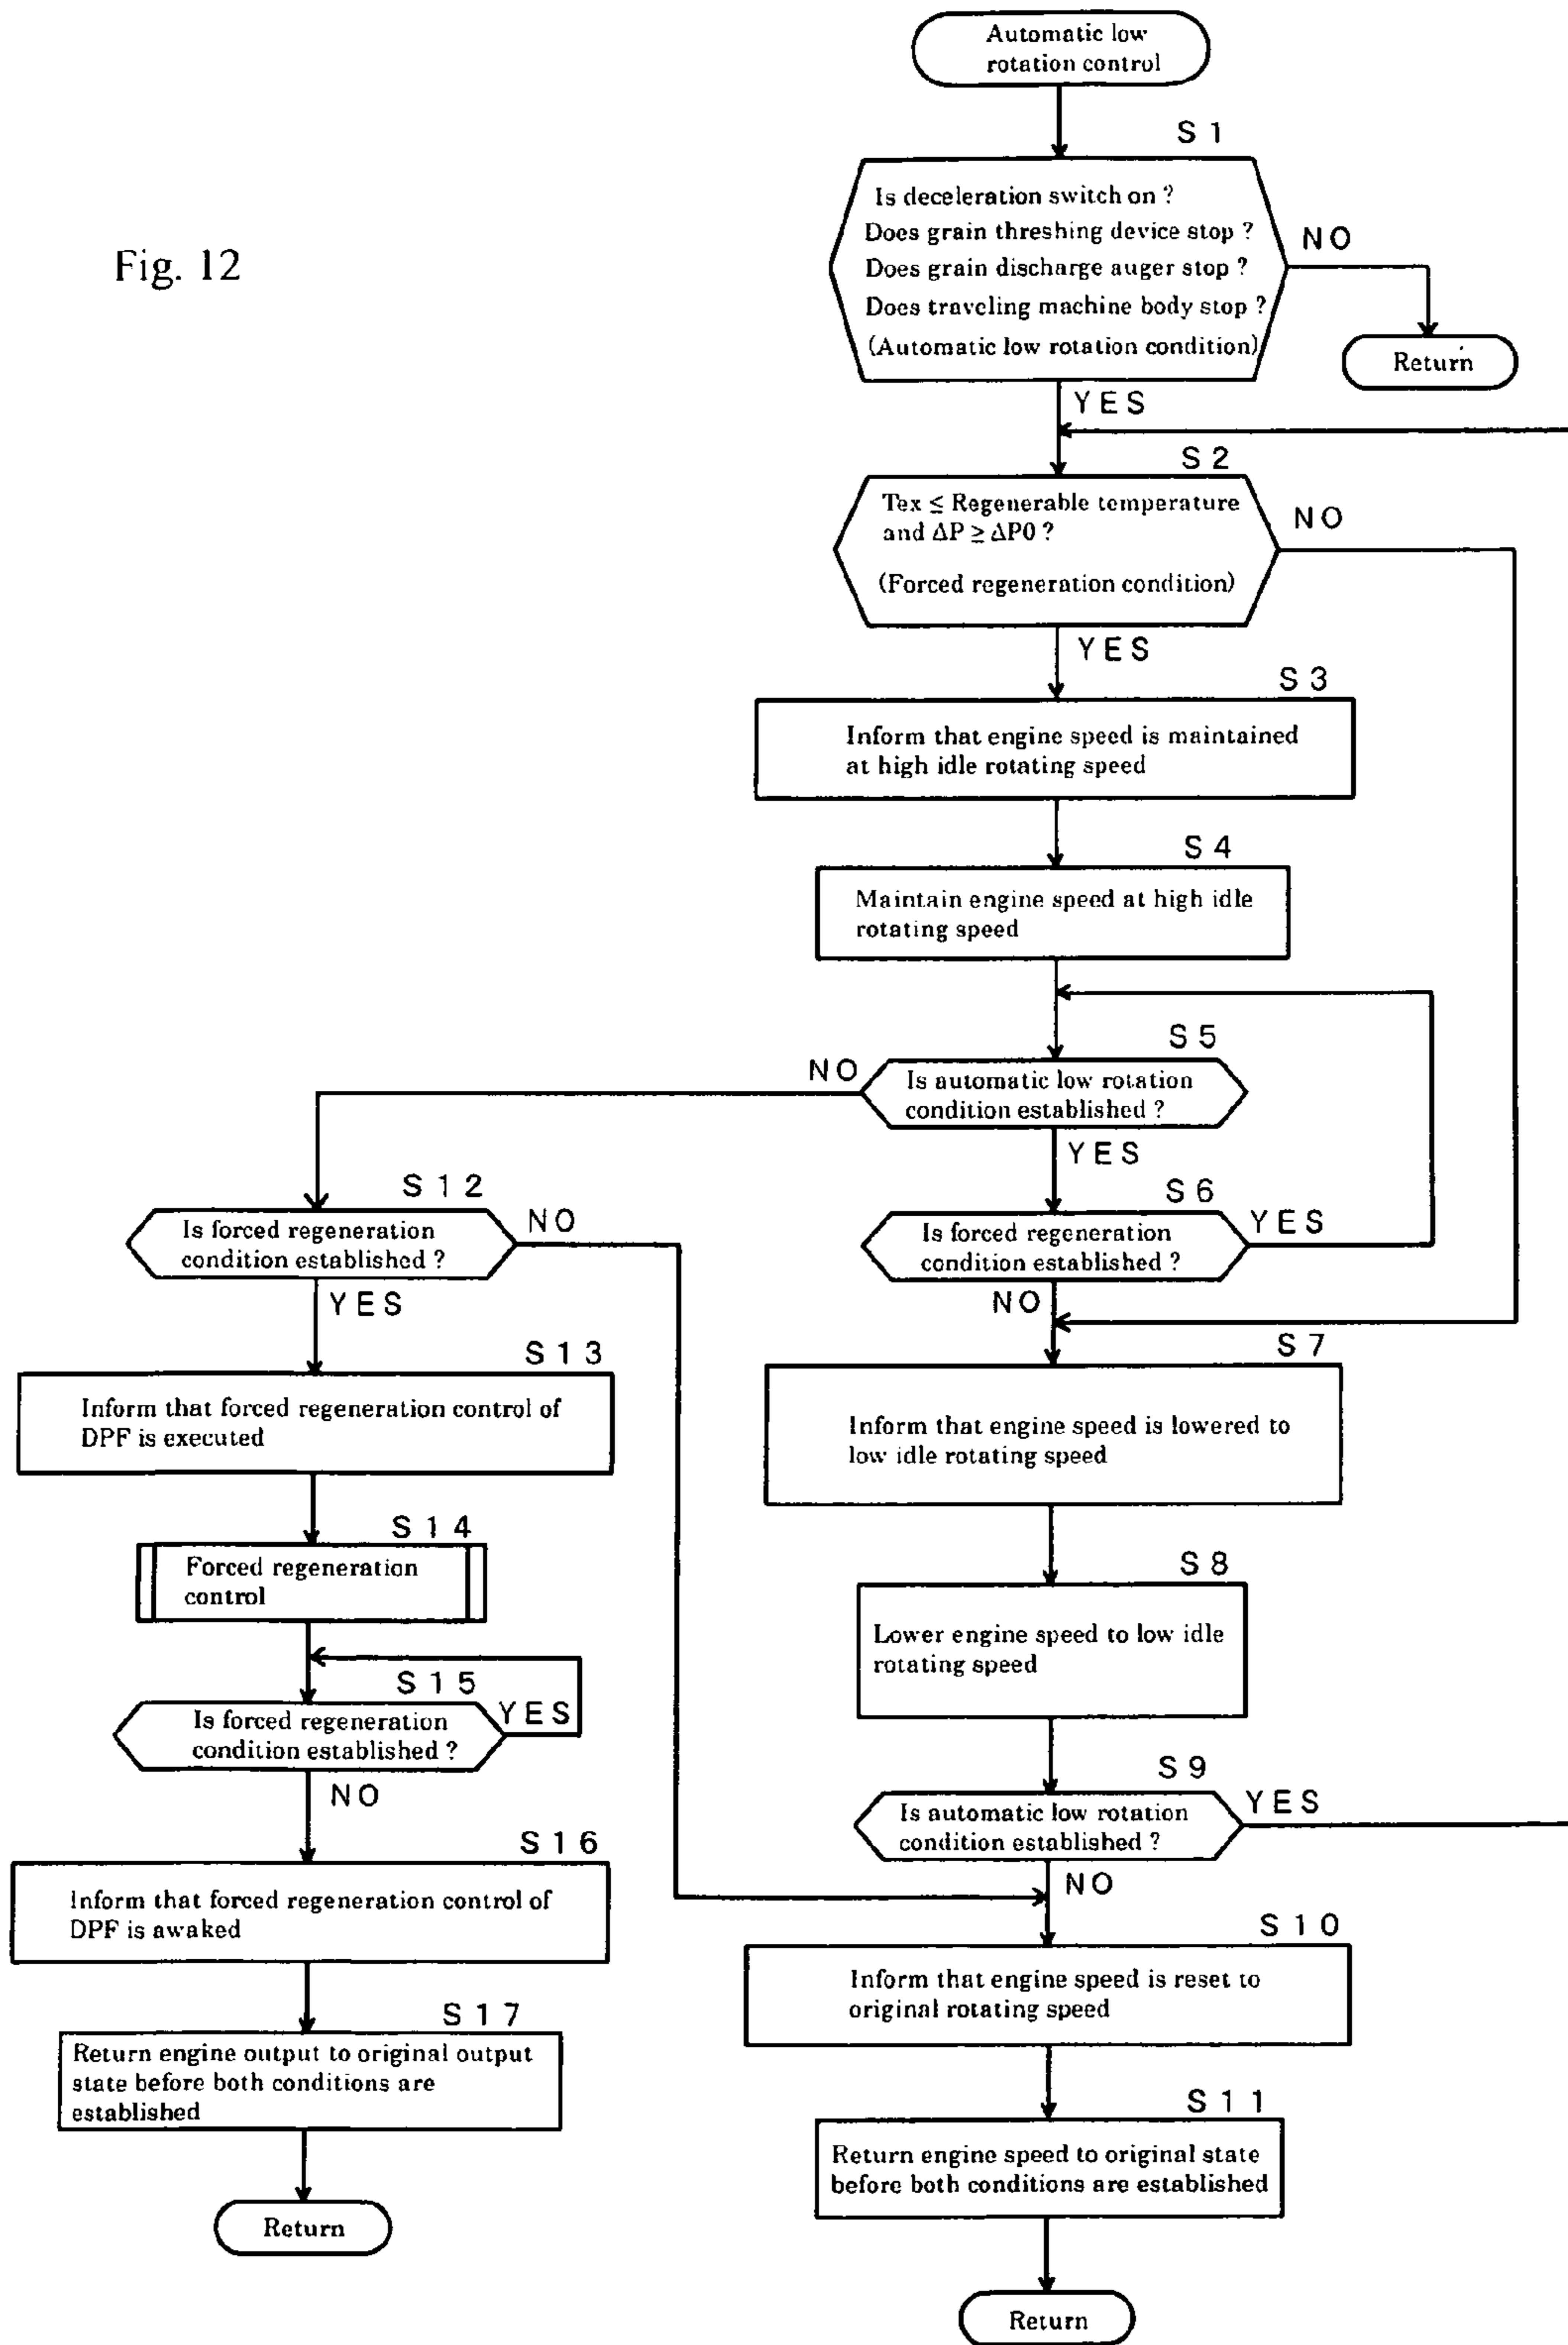 Fig. 12
Automatic low
rotation control
S 1
Is deceleration switch on ?
Does grain threshing device stop ?
Does grain discharge auger stop ?
Does traveling machine body stop ?
(Automatic low rotation condition)
NO
Return
YES
S 2
Tex ≤ Regenerable temperature
and ΔP ≥ ΔP0 ?
(Forced regeneration condition)
NO
YES
S 3
Inform that engine speed is maintained
at high idle rotating speed
S 4
Maintain engine speed at high idle
rotating speed
S 5
Is automatic low rotation
condition established ?
NO
YES
S 6
Is forced regeneration
condition established ?
YES
NO
S 7
Inform that engine speed is lowered to
low idle rotating speed
S 8
Lower engine speed to low idle
rotating speed
S 9
Is automatic low rotation
condition established ?
YES
NO
S 10
Inform that engine speed is reset to
original rotating speed
S 11
Return engine speed to original state
before both conditions are established
Return
S 12
Is forced regeneration
condition established ?
NO
YES
S 13
Inform that forced regeneration control of
DPF is executed
S 14
Forced regeneration
control
S 15
Is forced regeneration
condition established ?
YES
NO
S 16
Inform that forced regeneration control of
DPF is awaked
S 17
Return engine output to original output
state before both conditions are
established
Return